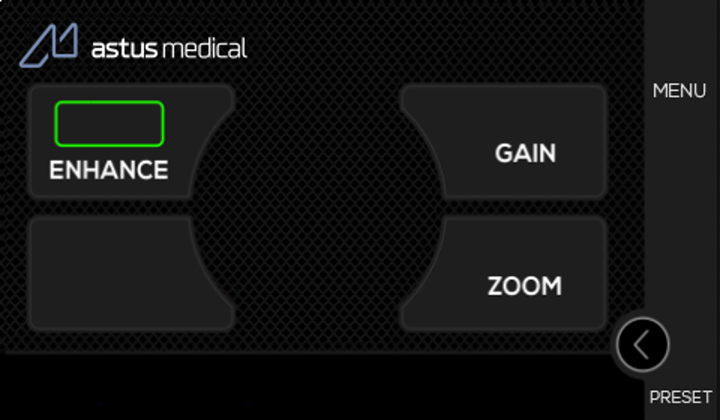 astus medical
MENU
ENHANCE
GAIN
ZOOM
PRESET